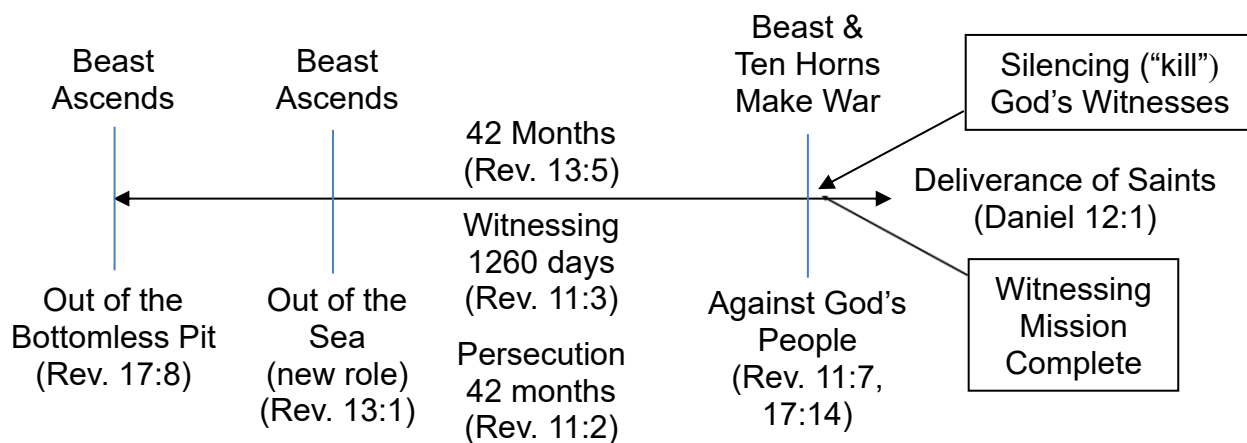 Beast
Ascends
Beast
Ascends
Beast &
Ten Horns
Make War
Silencing (“kill”)
God’s Witnesses
42 Months
(Rev. 13:5)
Deliverance of Saints
(Daniel 12:1)
Witnessing
1260 days
(Rev. 11:3)
Persecution
42 months
(Rev. 11:2)
Out of the
Bottomless Pit
(Rev. 17:8)
Out of the
Sea
(new role)
(Rev. 13:1)
Against God’s
People
(Rev. 11:7,
17:14)
Witnessing
Mission
Complete